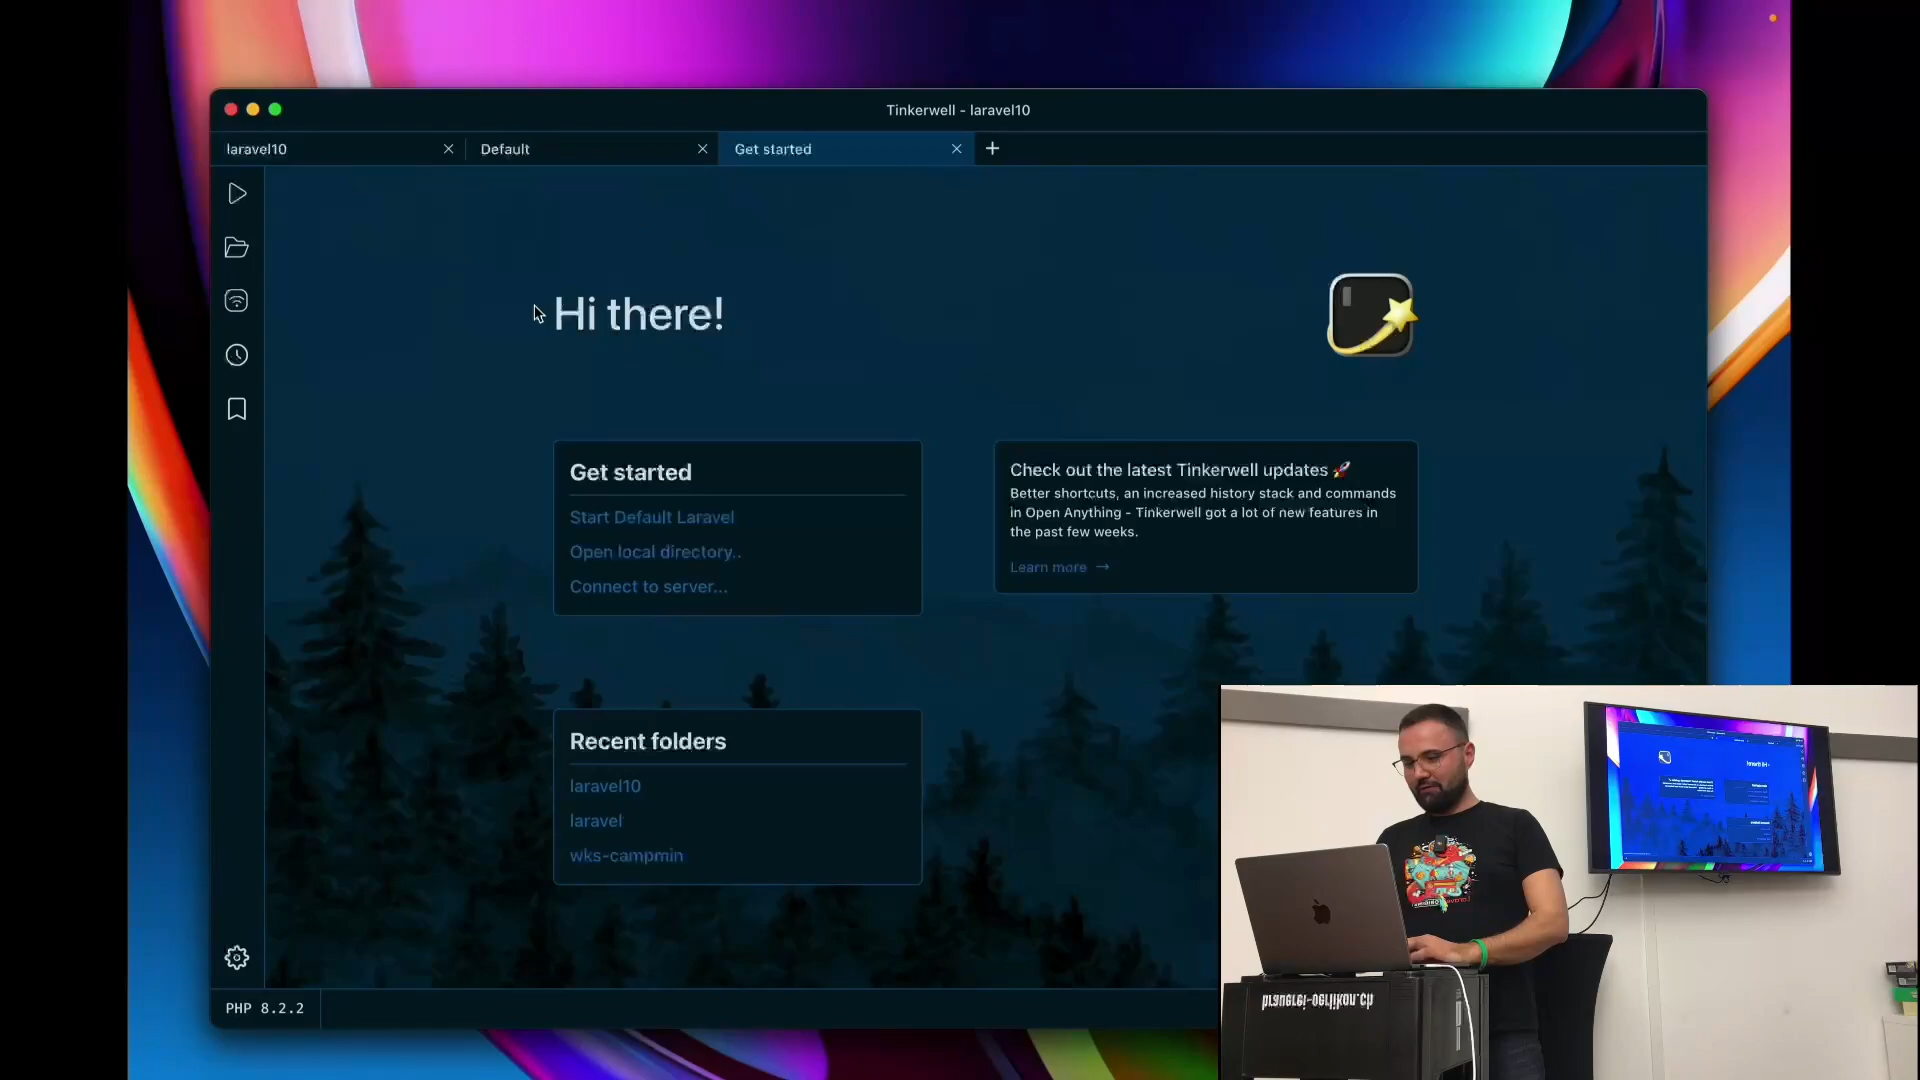 Tinkerwell - laravel10
laravel10
Default
Get started
Hi there!
Get started
Start Default Laravel
Open local directory..
Connect to server...
Check out the latest Tinkerwell updates 🚀
Better shortcuts, an increased history stack and commands
in Open Anything - Tinkerwell got a lot of new features in
the past few weeks.
Learn more →
Recent folders
laravel10
laravel
wks-campmin
PHP 8.2.2
brauerei-oerlikon.ch